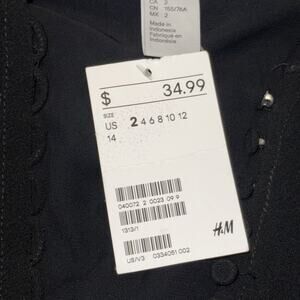 CA 2
CN 155/76A
MX 2
Made in
Indonesia
Fabriqué en
Indonésie
$ 34.99
SIZE
US 2 4 6 8 10 12
14
040072 2 0023 09 9
1313/1
H&M
US/V3 0334051 002